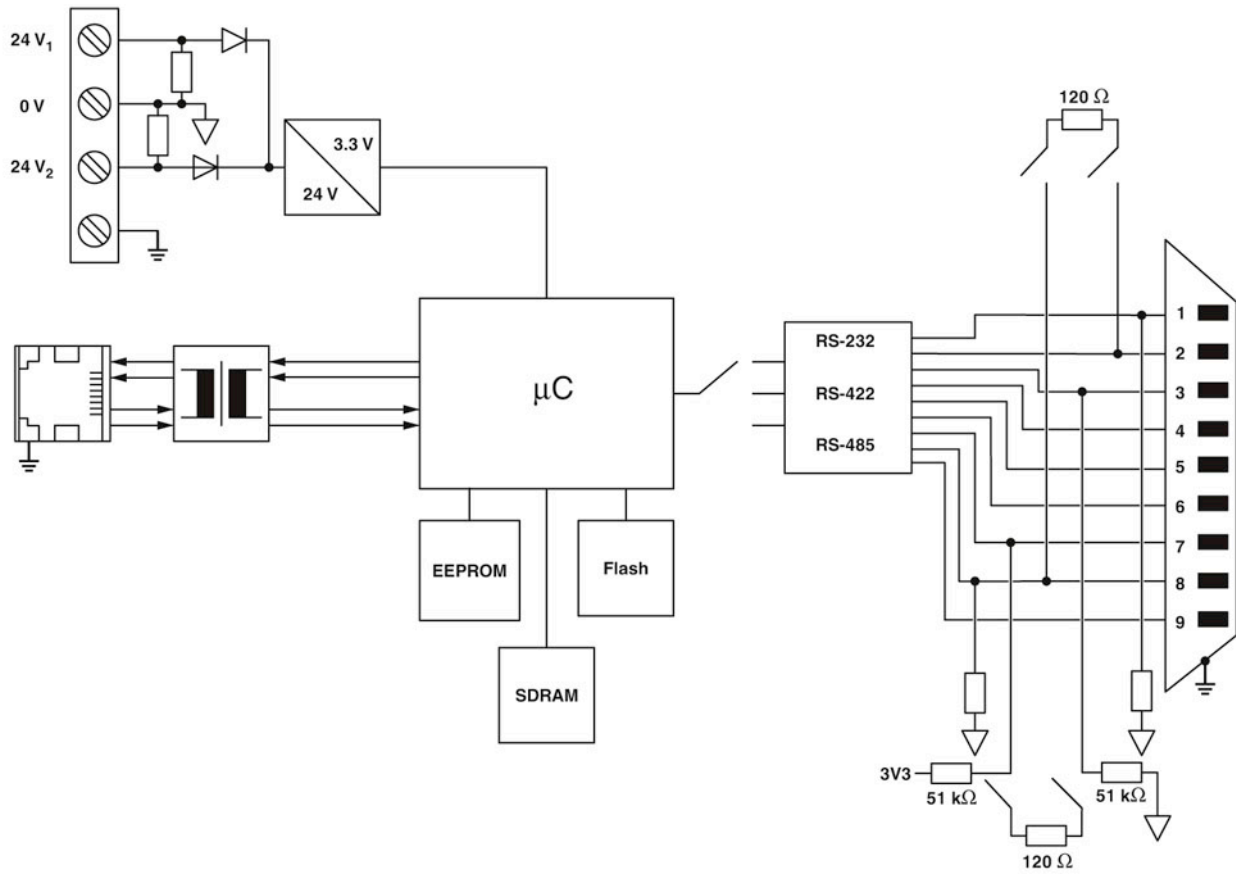 24 V₁
0 V
24 V₂
3.3 V
24 V
120 Ω
RS-232
RS-422
RS-485
µC
EEPROM
Flash
SDRAM
1
2
3
4
5
6
7
8
9
3V3
51 kΩ
51 kΩ
120 Ω